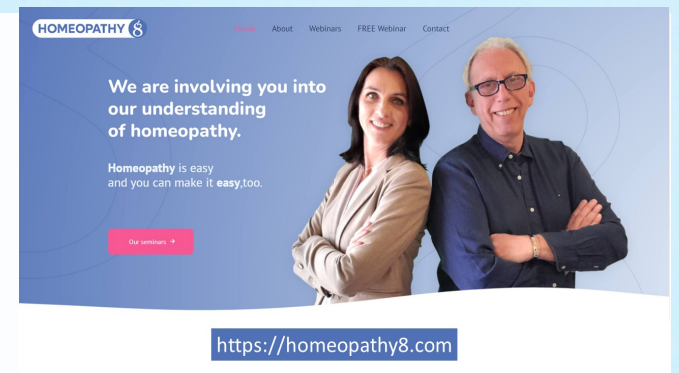 HOMEOPATHY 8
Home About Webinars FREE Webinar Contact
We are involving you into
our understanding
of homeopathy.
Homeopathy is easy
and you can make it easy,too.
Our seminars →
https://homeopathy8.com